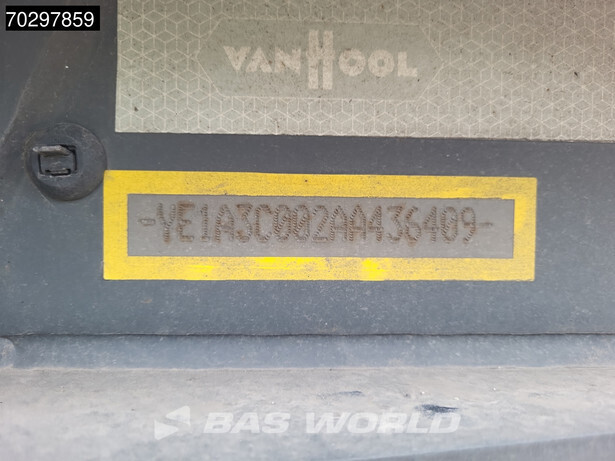 70297859
VANHOOL
-YE1A3C002AA436409-
BAS WORLD